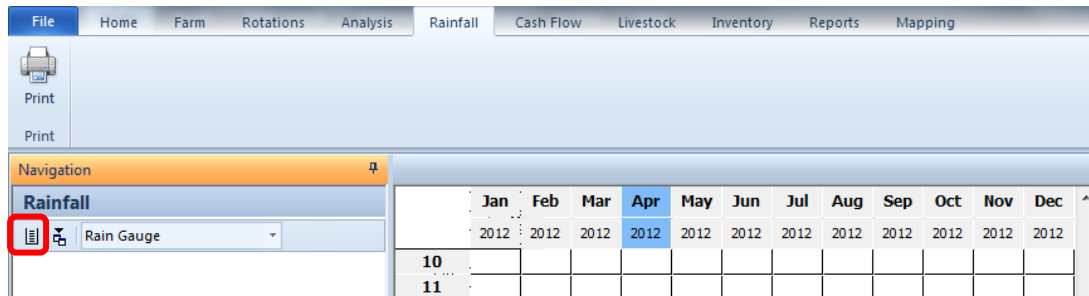 File Home Farm Rotations Analysis Rainfall Cash Flow Livestock Inventory Reports Mapping
Print
Print
Navigation
Rainfall
Rain Gauge
Jan Feb Mar Apr May Jun Jul Aug Sep Oct Nov Dec
2012 2012 2012 2012 2012 2012 2012 2012 2012 2012 2012 2012
10
11